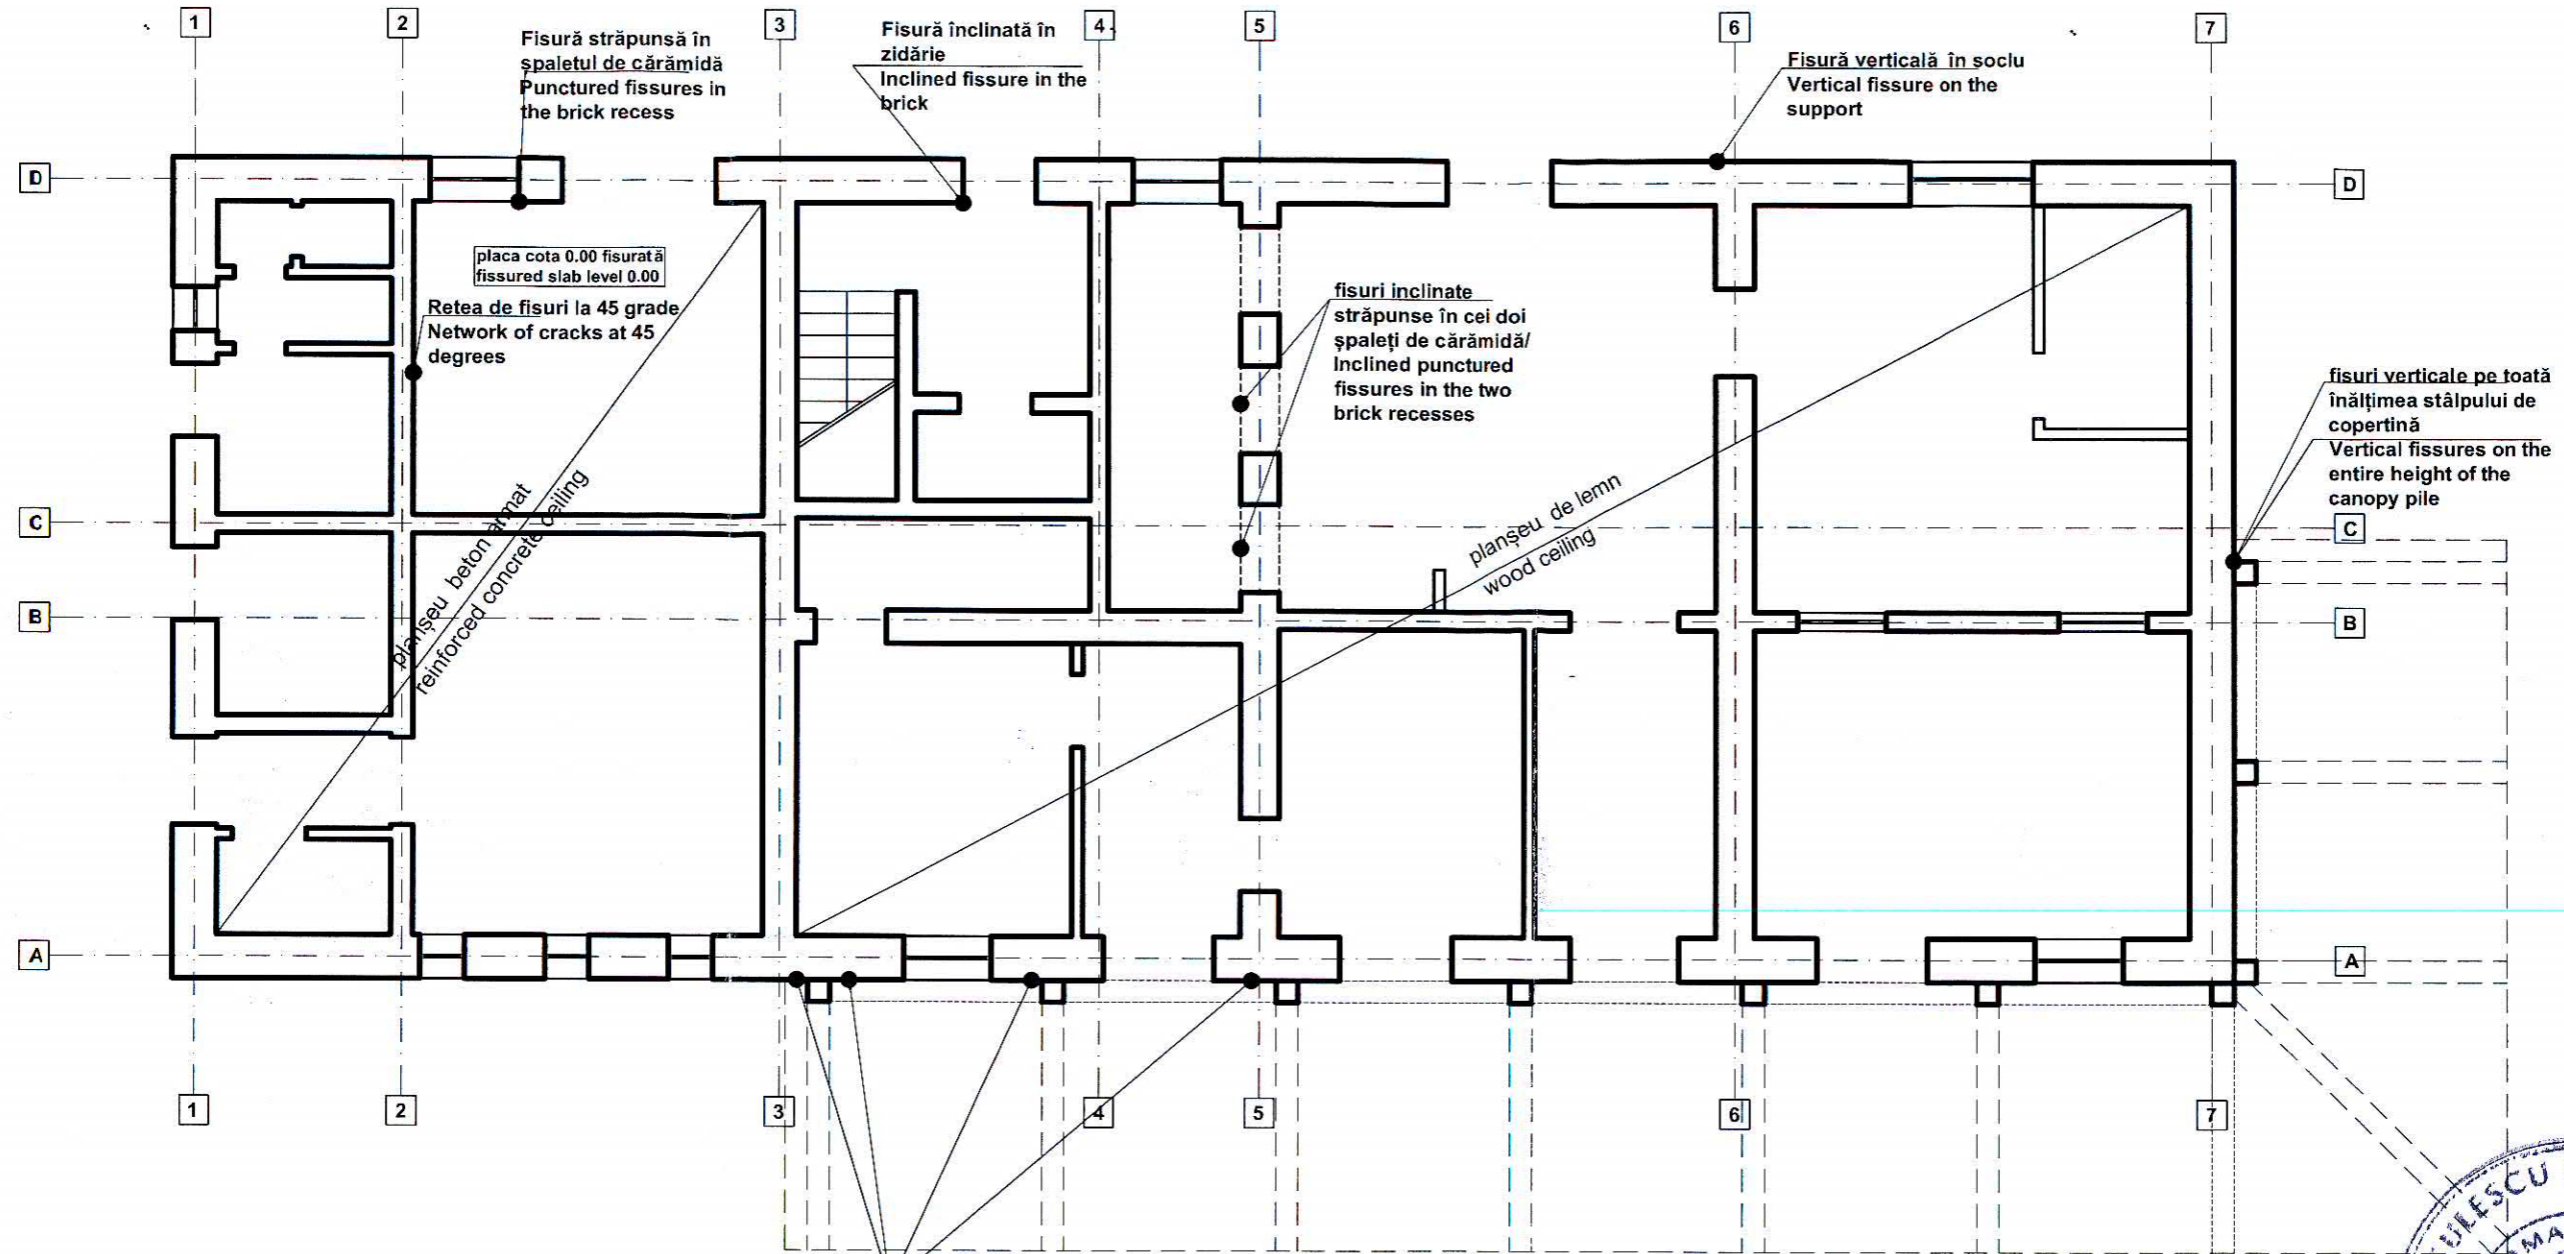 1
2
3
4
5
6
7
Fisură străpunsă în
spaletul de cărămidă
Punctured fissures in
the brick recess
Fisură înclinată în
zidărie
Inclined fissure in the
brick
Fisură verticală în soclu
Vertical fissure on the
support
D
D
placa cota 0.00 fisurată
fissured slab level 0.00
Retea de fisuri la 45 grade
Network of cracks at 45
degrees
fisuri inclinate
străpunse în cei doi
șpaleți de cărămidă/
Inclined punctured
fissures in the two
brick recesses
fisuri verticale pe toată
înălțimea stâlpului de
copertină
Vertical fissures on the
entire height of the
canopy pile
planșeu beton armat
reinforced concrete ceiling
planșeu de lemn
wood ceiling
C
C
B
B
A
A
1
2
3
4
5
6
7